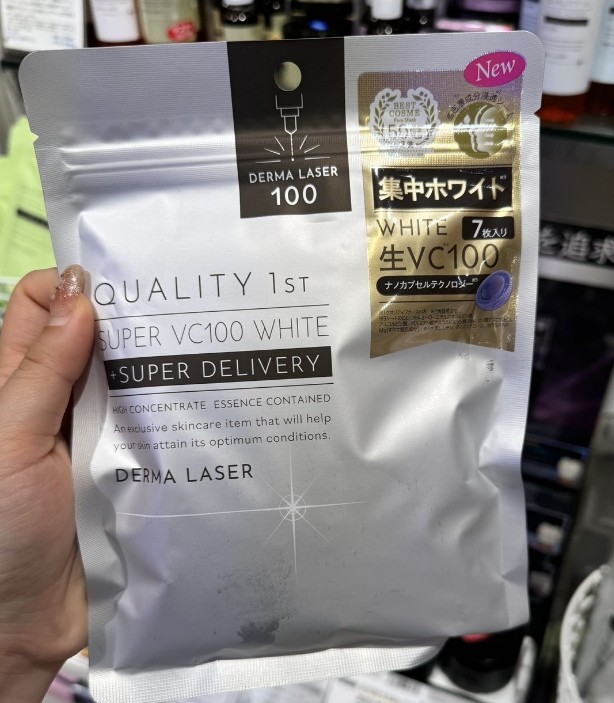 New
BEST
COSME
DERMA LASER
100
集中ホワイト
WHITE 7枚入り
生VC100
ナノカプセルテクノロジー
QUALITY 1ST
SUPER VC100 WHITE
+SUPER DELIVERY
HIGH CONCENTRATE ESSENCE CONTAINED
An exclusive skincare item that will help
your skin attain its optimum conditions.
DERMA LASER
を追求